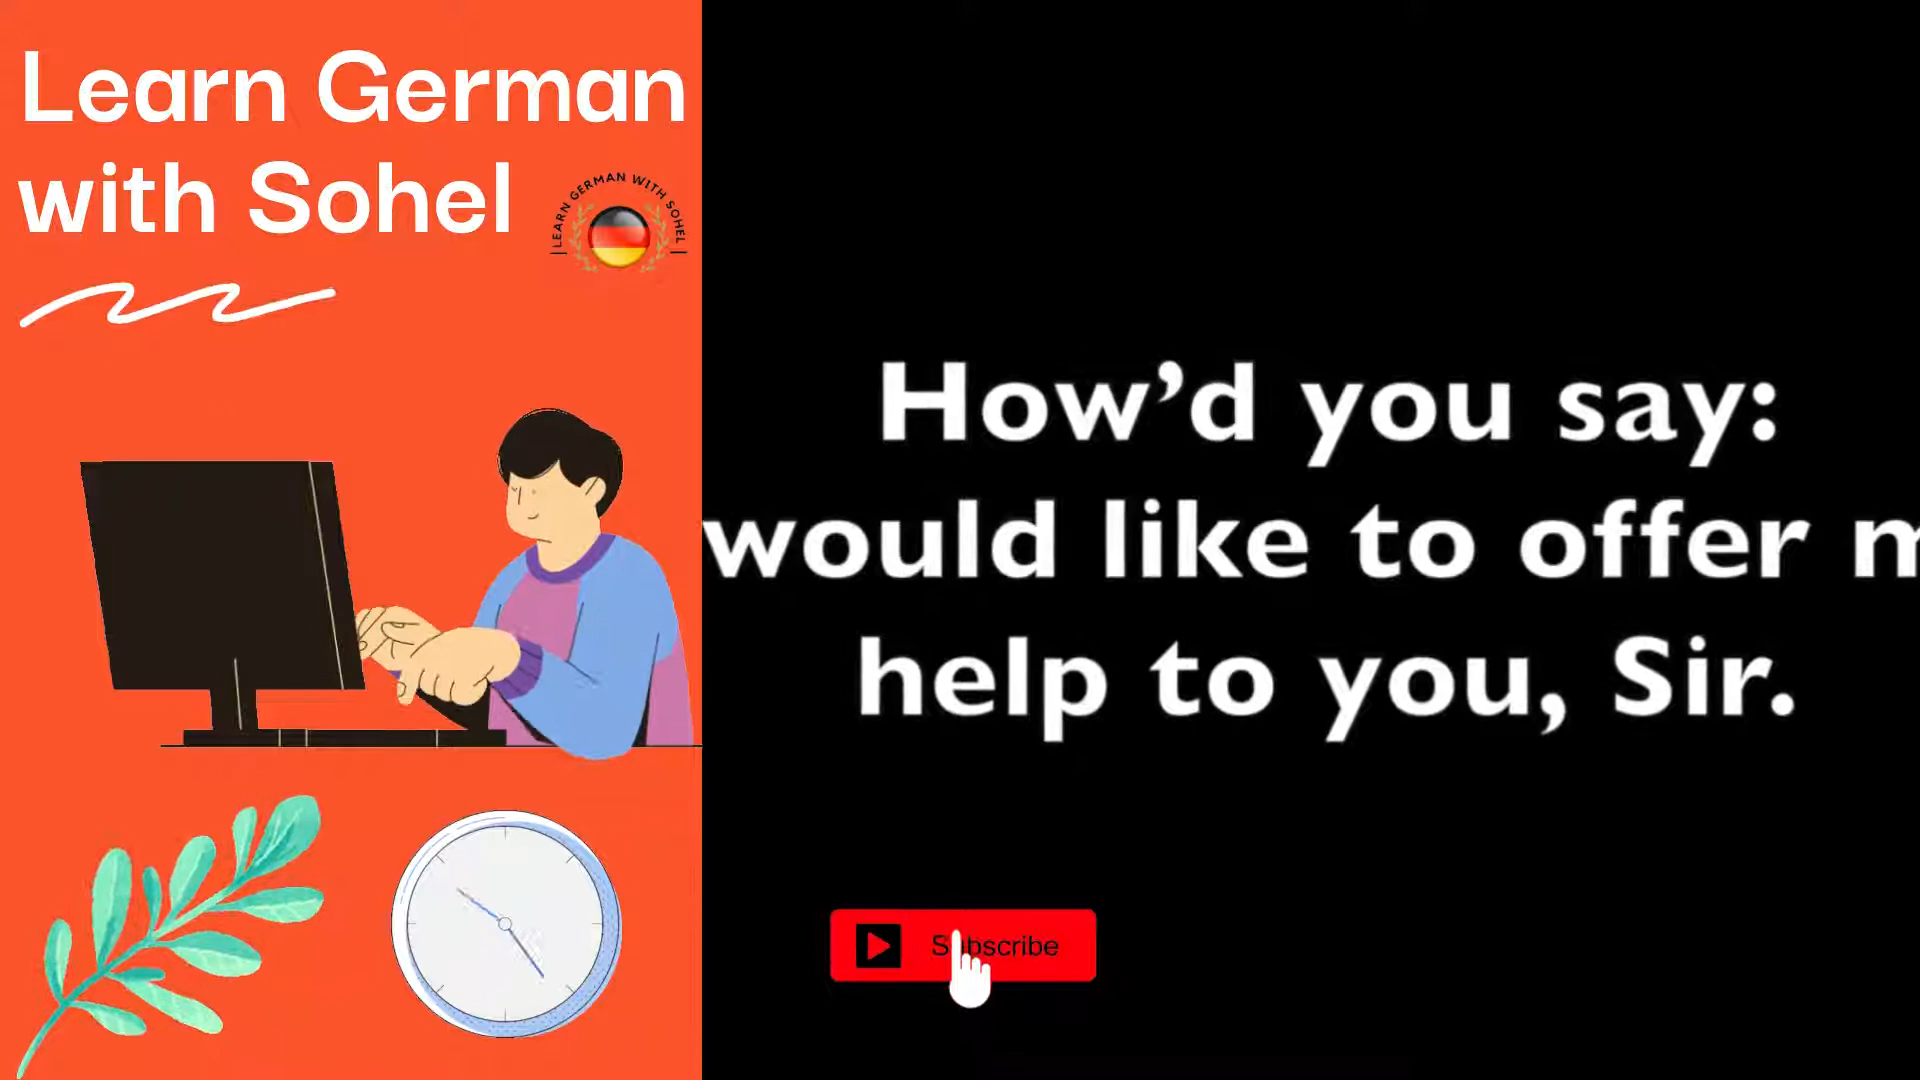 Learn German
with Sohel
LEARN GERMAN WITH SOHEL
How’d you say:
would like to offer
help to you, Sir.
Subscribe